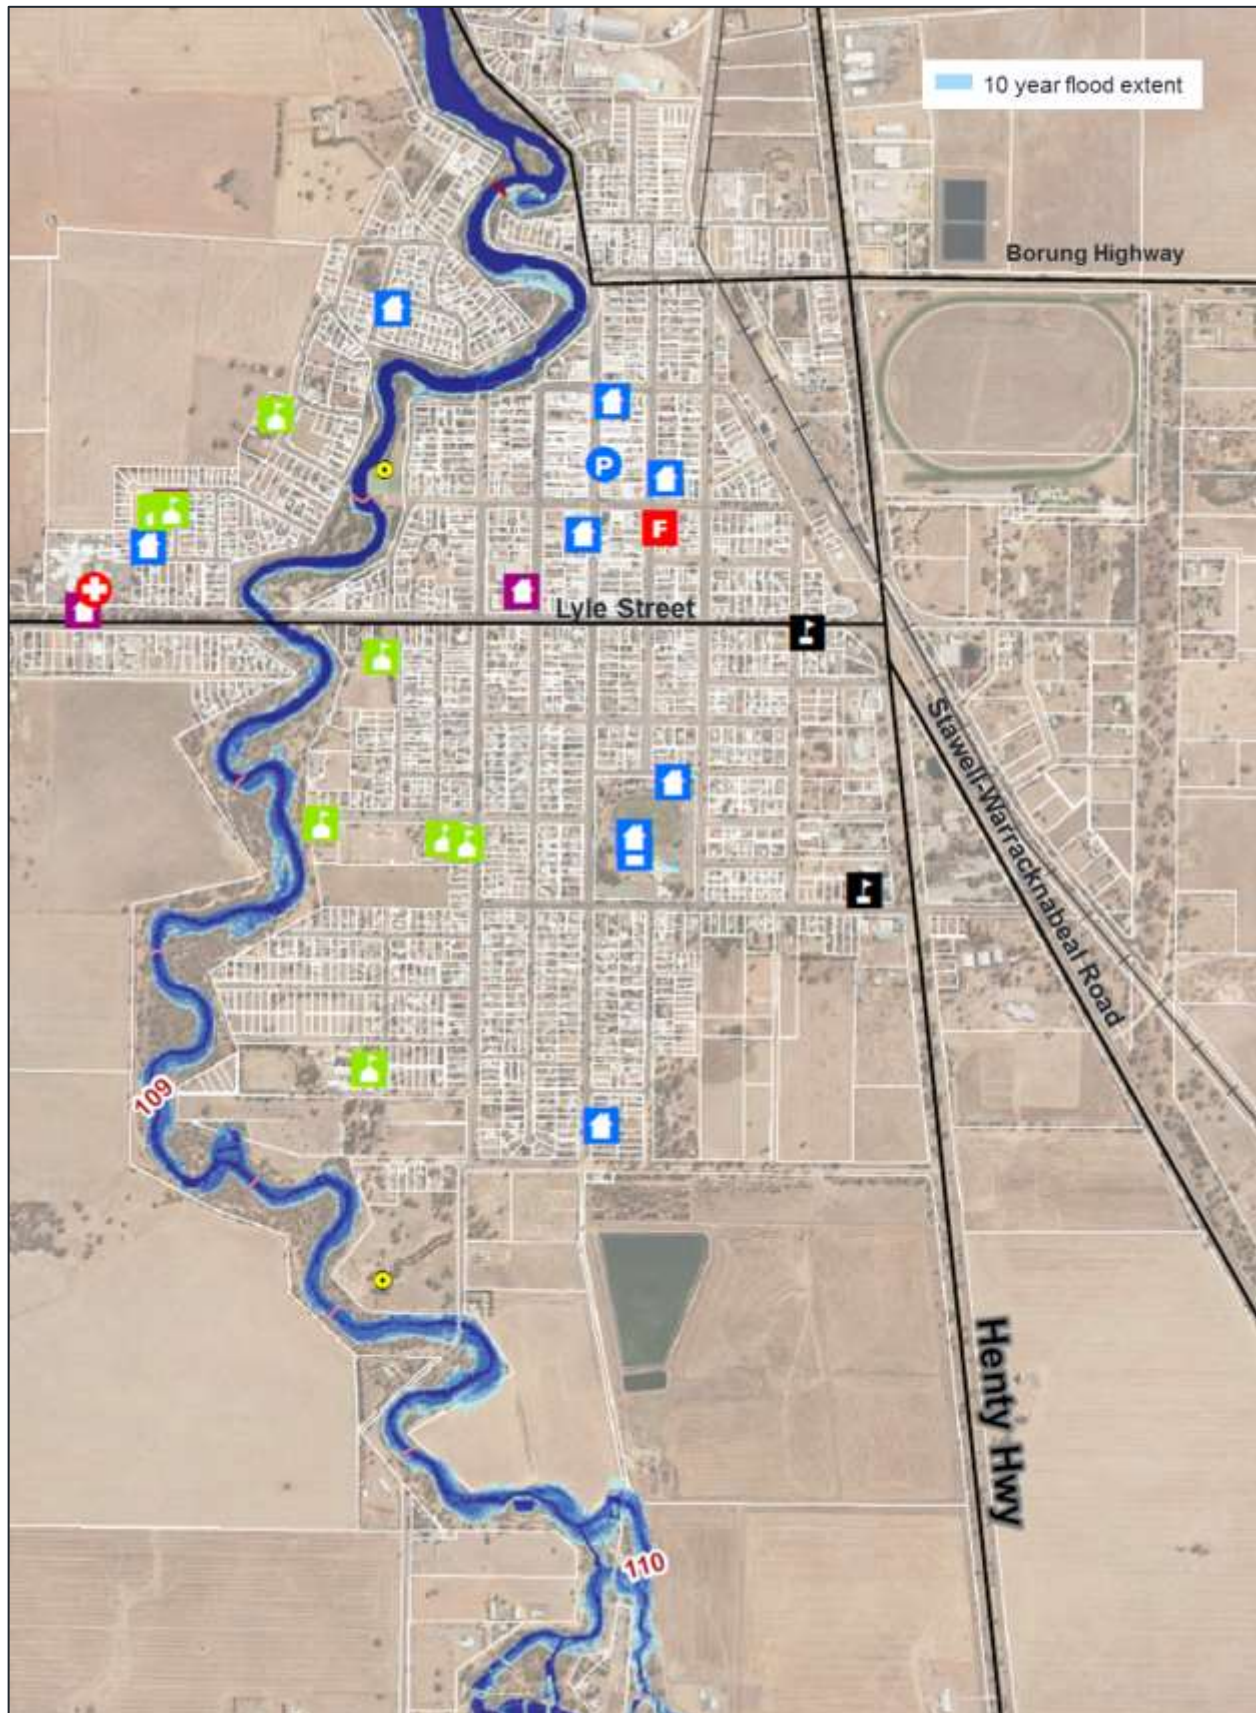 10 year flood extent
Borung Highway
P
F
Lyle Street
Stawell-Warracknabeal Road
109
Henty Hwy
110